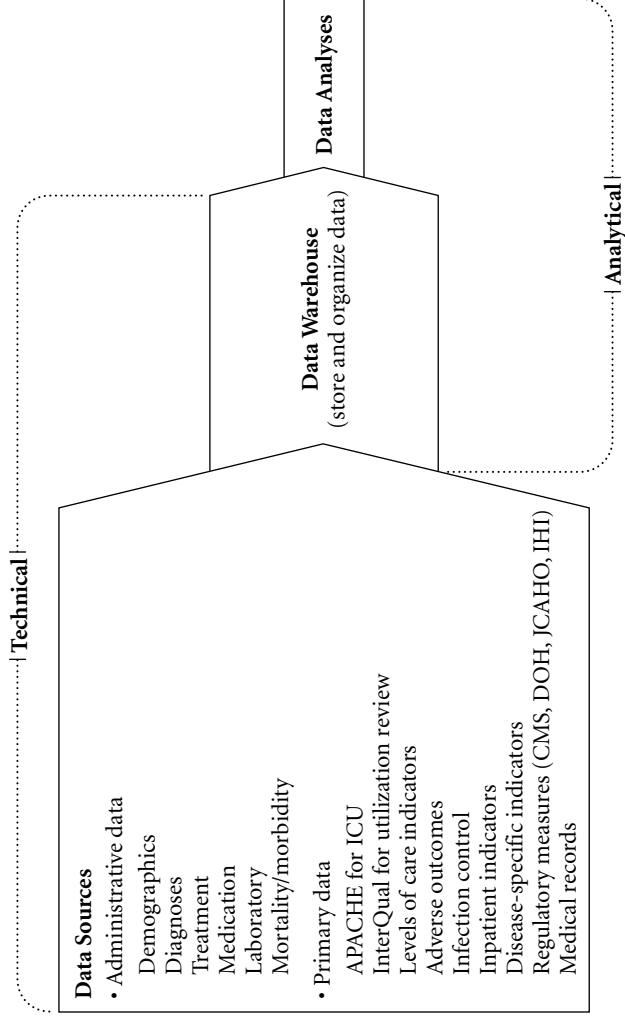 Technical
Data Sources
• Administrative data
Demographics
Diagnoses
Treatment
Medication
Laboratory
Mortality/morbidity
• Primary data
APACHE for ICU
InterQual for utilization review
Levels of care indicators
Adverse outcomes
Infection control
Inpatient indicators
Disease-specific indicators
Regulatory measures (CMS, DOH, JCAHO, IHI)
Medical records
Data Warehouse
(store and organize data)
Data Analyses
Analytical